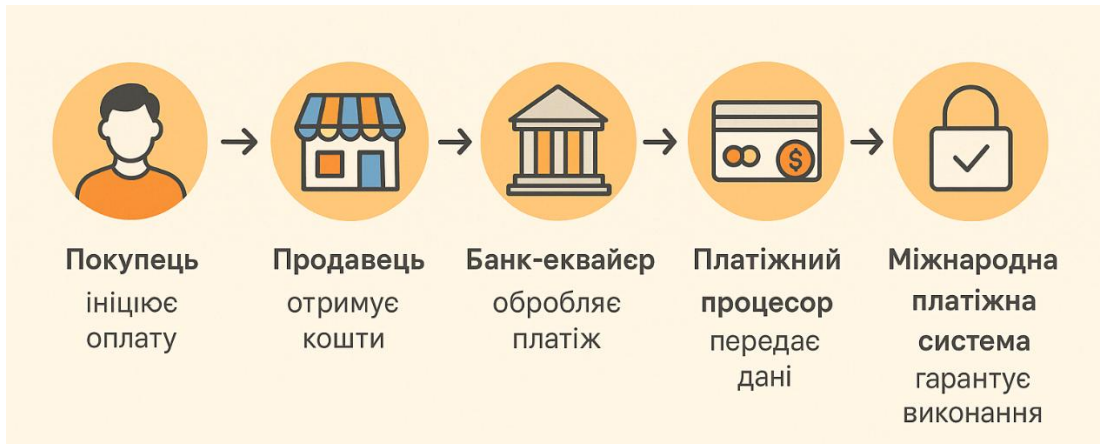 Покупець
ініціює
оплату
Продавець
отримує
кошти
Банк-еквайєр
обробляє
платіж
Платіжний
процесор
передає
дані
Міжнародна
платіжна
система
гарантує
виконання
$